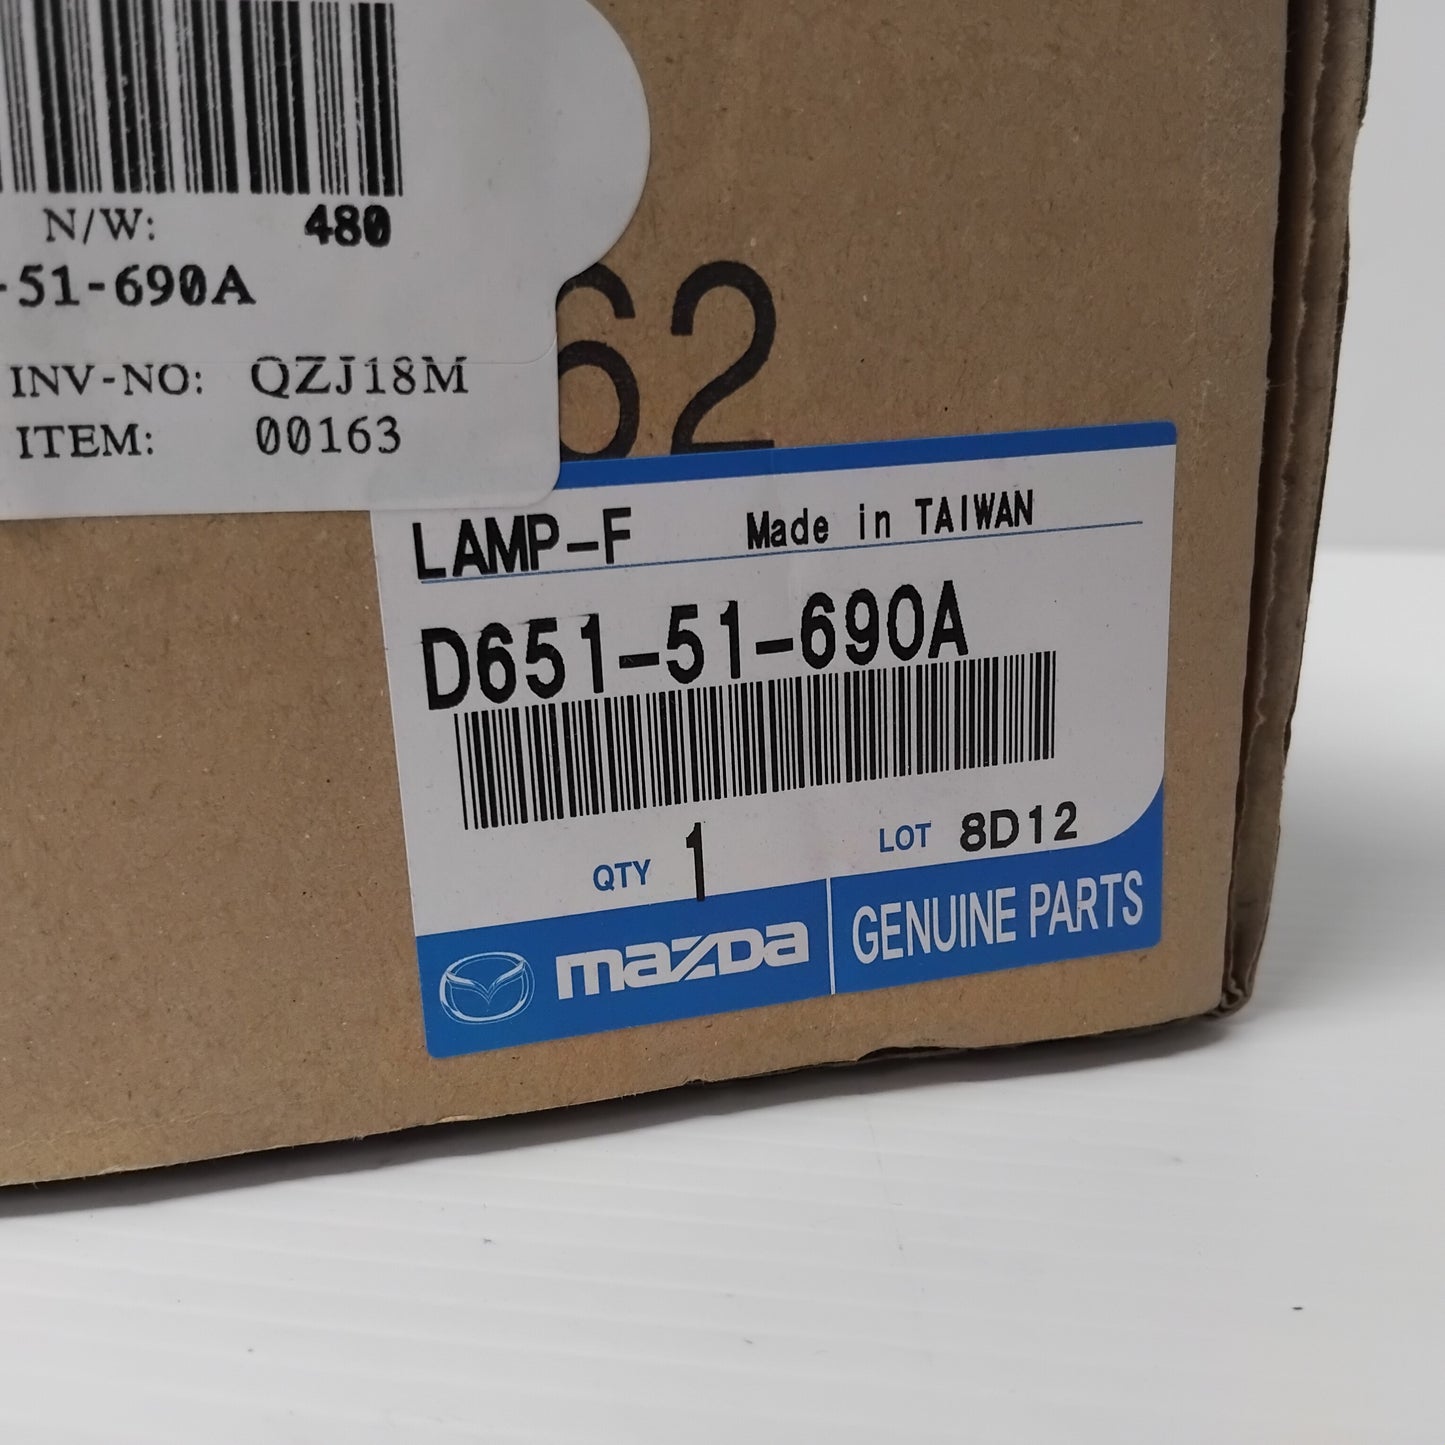 N/W: 480
-51-690A
INV-NO: QZJ18M
ITEM: 00163
62
LAMP-F Made in TAIWAN
D651-51-690A
QTY 1 LOT 8D12
mazda GENUINE PARTS